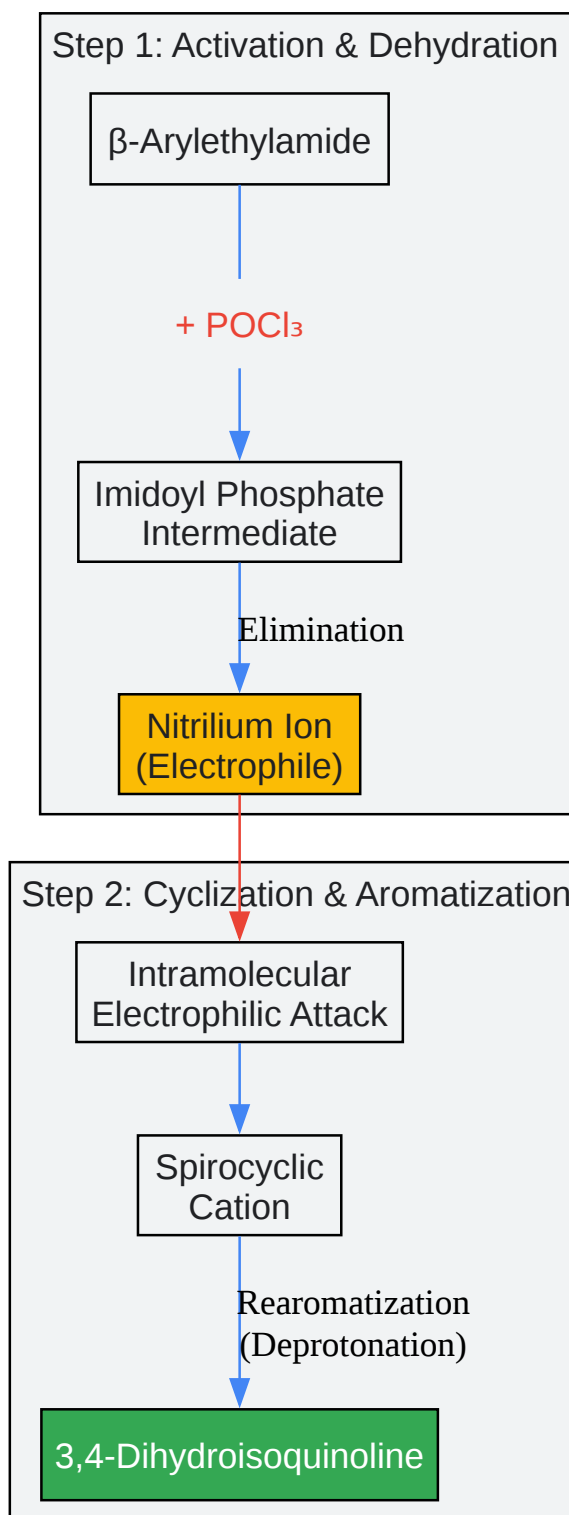 Step 1: Activation & Dehydration
β-Arylethylamide
+ POCl₃
Imidoyl Phosphate
Intermediate
Elimination
Nitrilium Ion
(Electrophile)
Step 2: Cyclization & Aromatization
Intramolecular
Electrophilic Attack
Spirocyclic
Cation
Rearomatization
(Deprotonation)
3,4-Dihydroisoquinoline